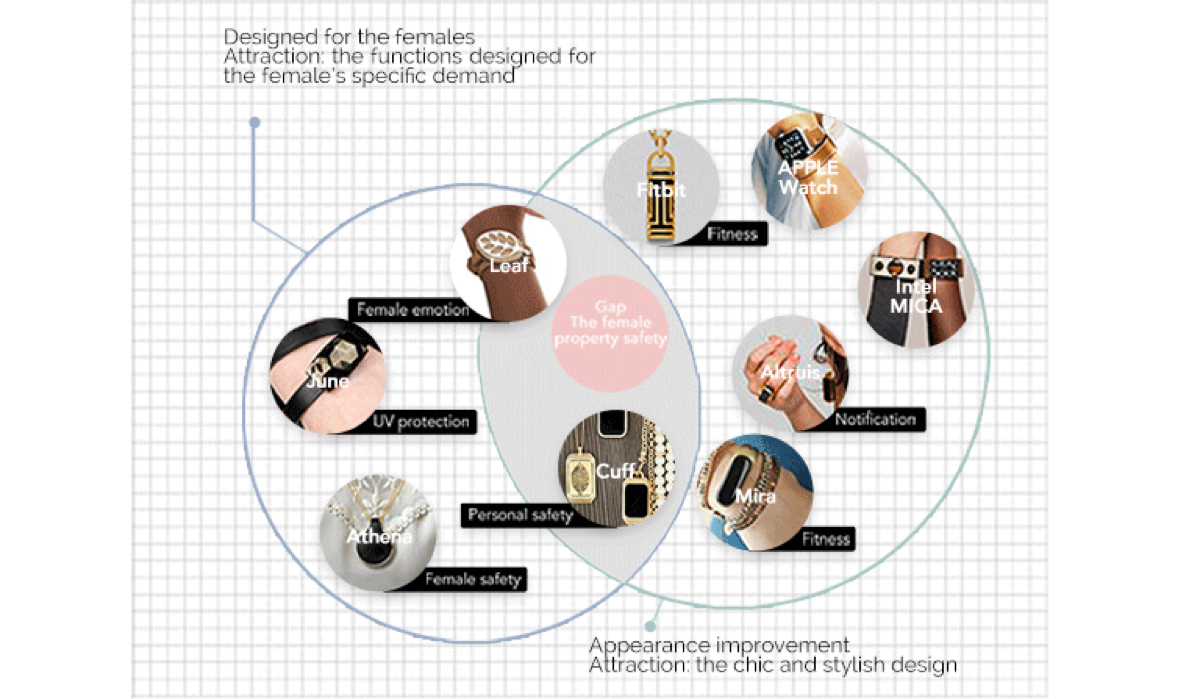 Designed for the females
Attraction: the functions designed for
the female's specific demand
Fitbit
APPLE
Watch
Fitness
Leaf
Female emotion
Intel
MICA
Gap
The female
property safety
June
UV protection
Altruis
Notification
Cuff
Personal safety
Mira
Fitness
Athena
Female safety
Appearance improvement
Attraction: the chic and stylish design